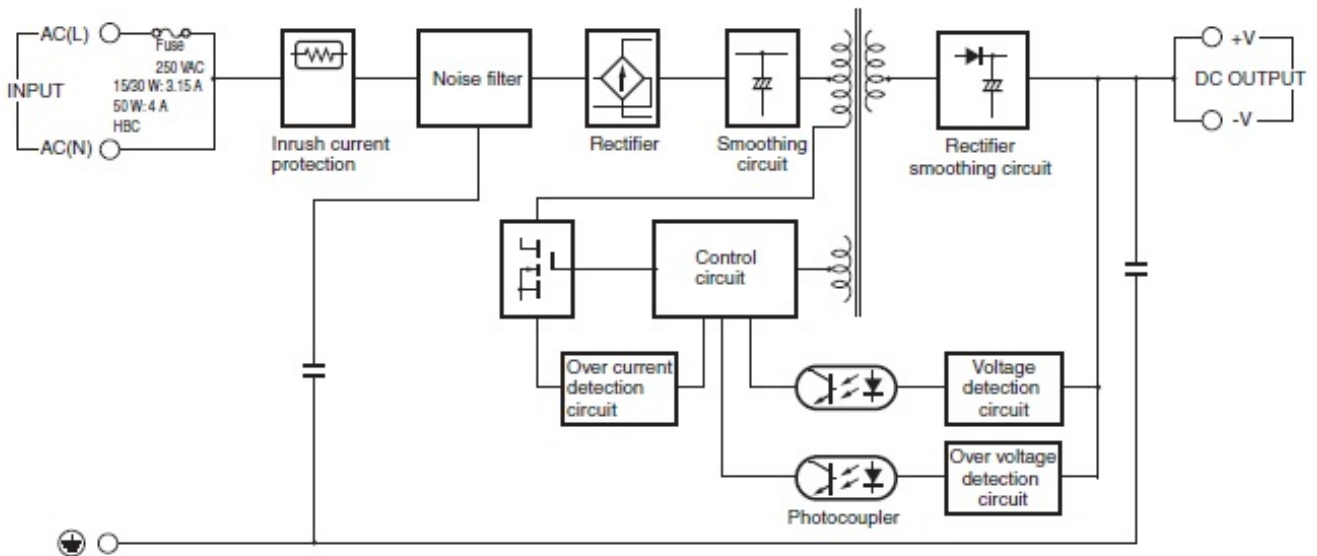 AC(L)
Fuse
250 VAC
15/30 W: 3.15 A
50 W: 4 A
HBC
INPUT
AC(N)
Inrush current
protection
Noise filter
Rectifier
Smoothing
circuit
Rectifier
smoothing circuit
+V
DC OUTPUT
-V
Control
circuit
Over current
detection
circuit
Voltage
detection
circuit
Over voltage
detection
circuit
Photocoupler